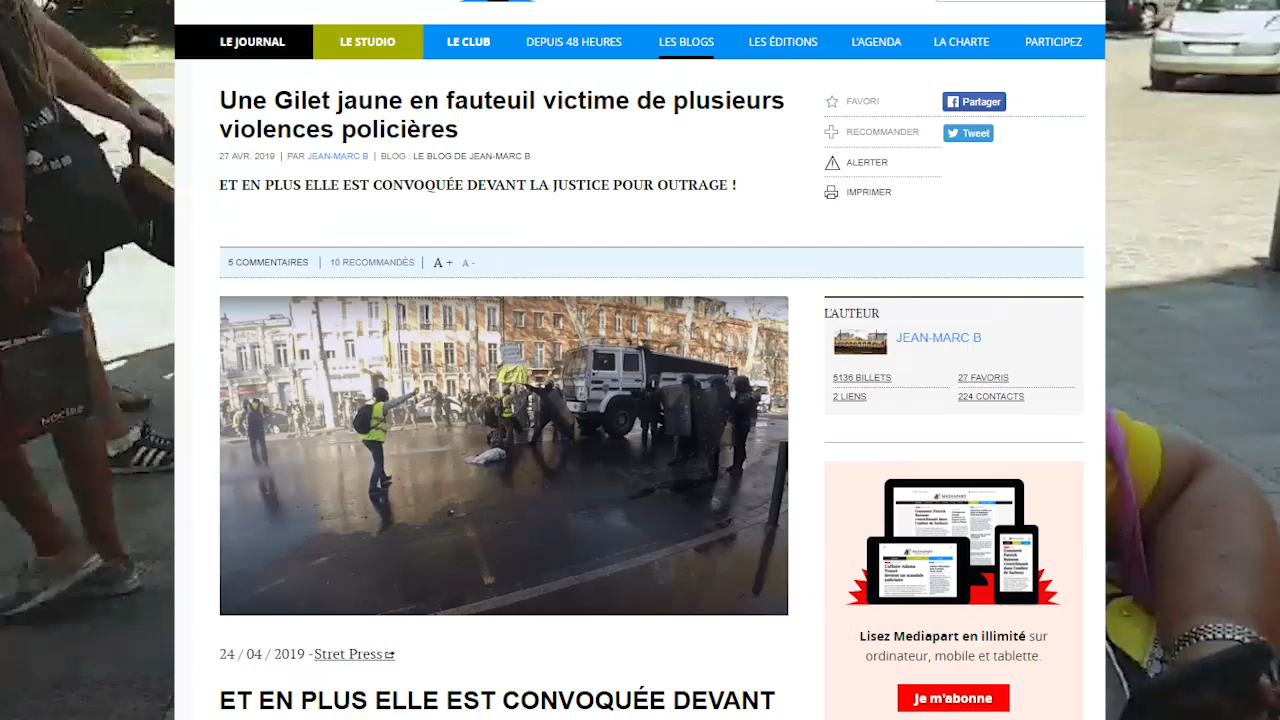 LE JOURNAL LE STUDIO LE CLUB DEPUIS 48 HEURES LES BLOGS LES ÉDITIONS L'AGENDA LA CHARTE PARTICIPEZ
Une Gilet jaune en fauteuil victime de plusieurs
violences policières
27 AVR. 2019 | PAR JEAN-MARC B | BLOG : LE BLOG DE JEAN-MARC B
ET EN PLUS ELLE EST CONVOQUÉE DEVANT LA JUSTICE POUR OUTRAGE !
FAVORI
Partager
RECOMMANDER
Tweet
ALERTER
IMPRIMER
5 COMMENTAIRES | 10 RECOMMANDÉS | A + A -
L'AUTEUR
JEAN-MARC B
5136 BILLETS 27 FAVORIS
2 LIENS 224 CONTACTS
MEDIAPART
Lisez Mediapart en illimité sur
ordinateur, mobile et tablette.
Je m'abonne
24 / 04 / 2019 -Stret Press
ET EN PLUS ELLE EST CONVOQUÉE DEVANT